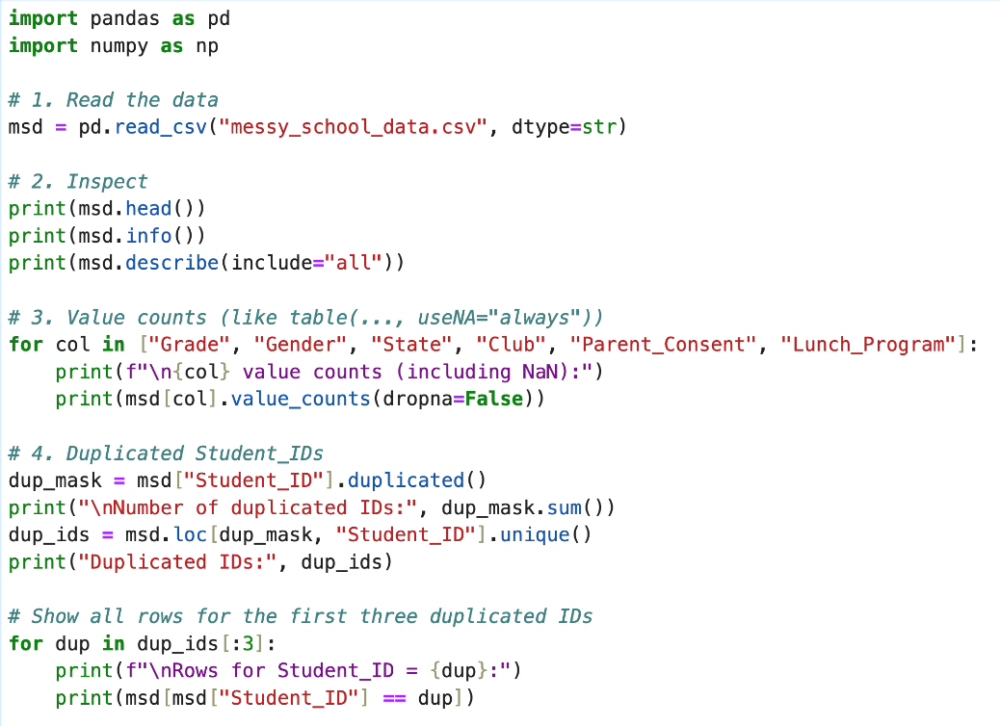 import pandas as pd
import numpy as np

# 1. Read the data
msd = pd.read_csv("messy_school_data.csv", dtype=str)

# 2. Inspect
print(msd.head())
print(msd.info())
print(msd.describe(include="all"))

# 3. Value counts (like table(..., useNA="always"))
for col in ["Grade", "Gender", "State", "Club", "Parent_Consent", "Lunch_Program"]:
    print(f"\n{col} value counts (including NaN):")
    print(msd[col].value_counts(dropna=False))

# 4. Duplicated Student_IDs
dup_mask = msd["Student_ID"].duplicated()
print("\nNumber of duplicated IDs:", dup_mask.sum())
dup_ids = msd.loc[dup_mask, "Student_ID"].unique()
print("Duplicated IDs:", dup_ids)

# Show all rows for the first three duplicated IDs
for dup in dup_ids[:3]:
    print(f"\nRows for Student_ID = {dup}:")
    print(msd[msd["Student_ID"] == dup])